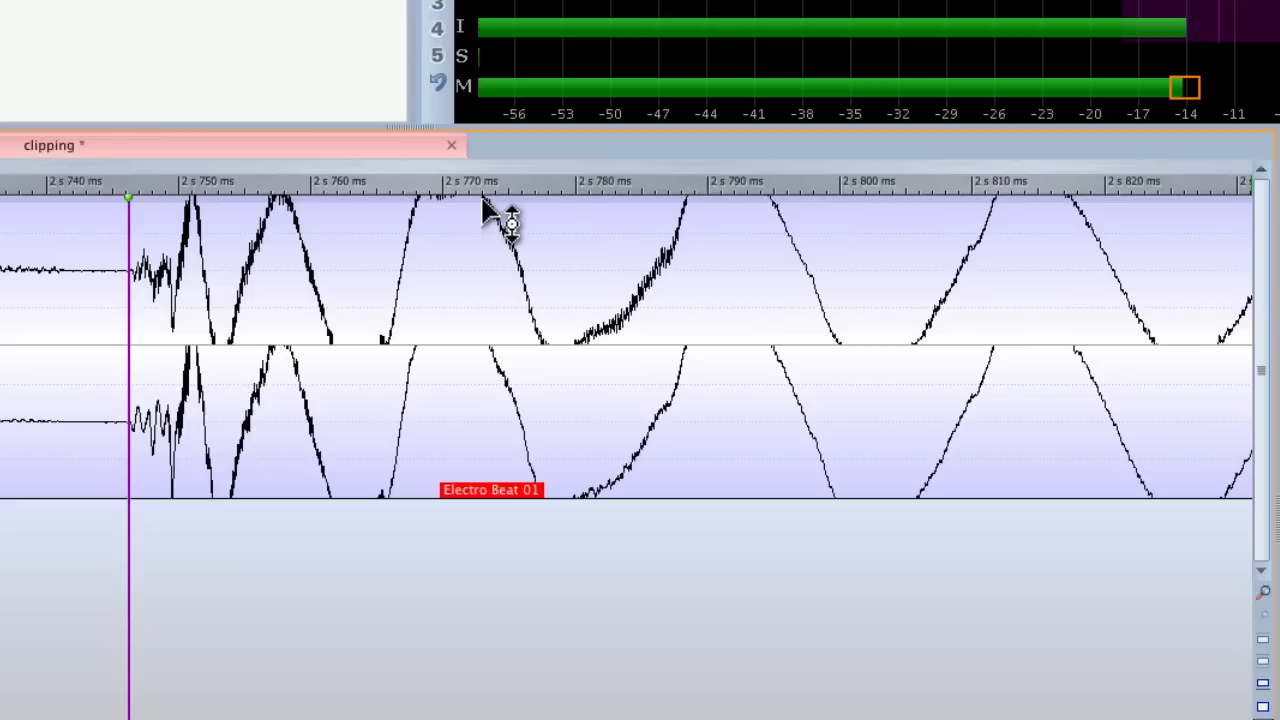 3
4 I
5 S
M
-56 -53 -50 -47 -44 -41 -38 -35 -32 -29 -26 -23 -20 -17 -14 -11
clipping *
2 s 740 ms 2 s 750 ms 2 s 760 ms 2 s 770 ms 2 s 780 ms 2 s 790 ms 2 s 800 ms 2 s 810 ms 2 s 820 ms 2 s
Electro Beat 01